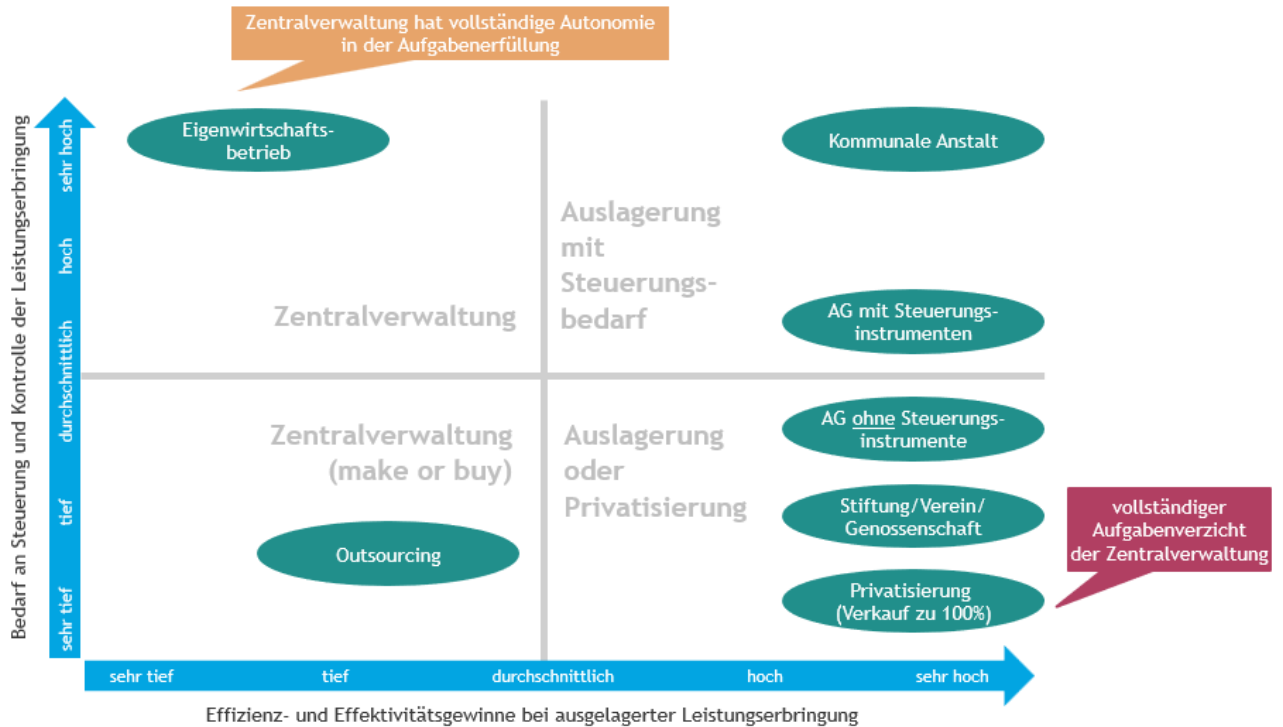 Zentralverwaltung hat vollständige Autonomie
in der Aufgabenerfüllung
Bedarf an Steuerung und Kontrolle der Leistungserbringung
sehr hoch
hoch
durchschnittlich
tief
sehr tief
Eigenwirtschafts-
betrieb
Kommunale Anstalt
Auslagerung
mit
Steuerungs-
bedarf
Zentralverwaltung
AG mit Steuerungs-
instrumenten
Zentralverwaltung
(make or buy)
Auslagerung
oder
Privatisierung
AG ohne Steuerungs-
instrumente
Stiftung/Verein/
Genossenschaft
vollständiger
Aufgabenverzicht
der Zentralverwaltung
Outsourcing
Privatisierung
(Verkauf zu 100%)
sehr tief
tief
durchschnittlich
hoch
sehr hoch
Effizienz- und Effektivitätsgewinne bei ausgelagerter Leistungserbringung